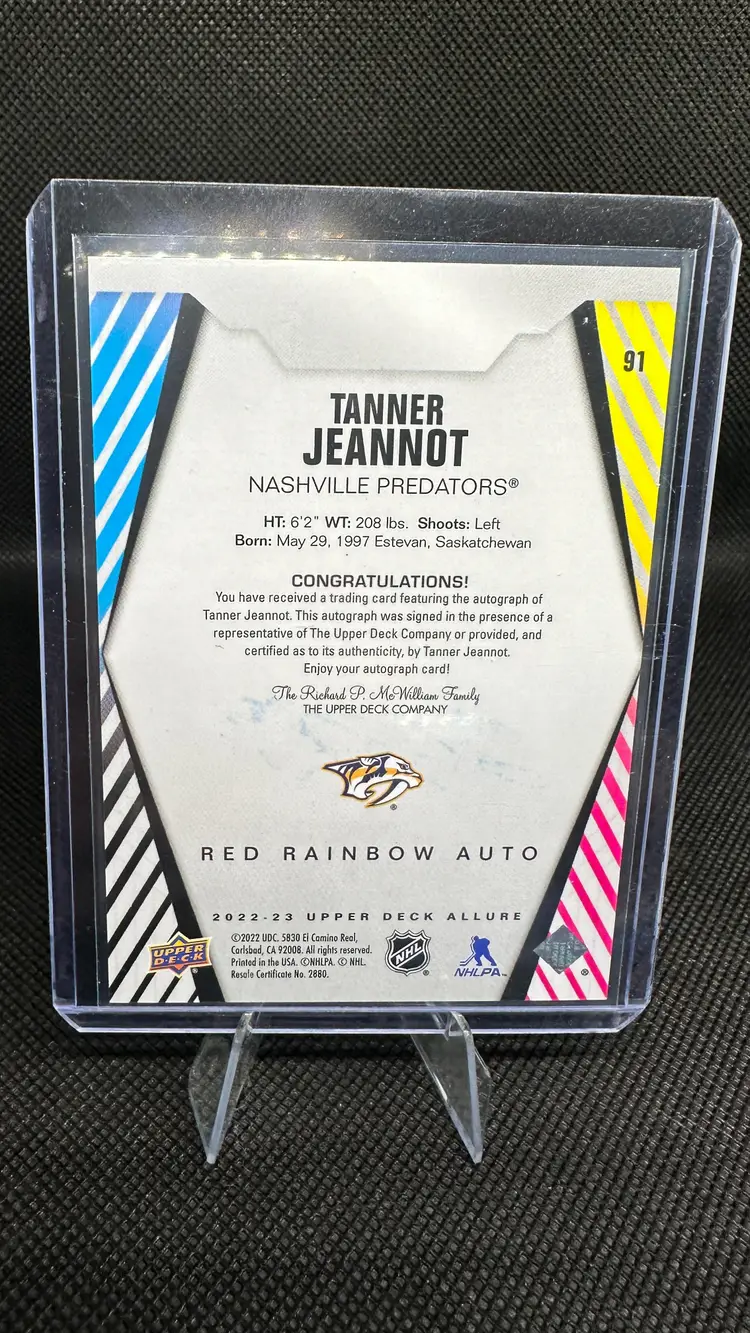 91
TANNER
JEANNOT
NASHVILLE PREDATORS®
HT: 6'2" WT: 208 lbs. Shoots: Left
Born: May 29, 1997 Estevan, Saskatchewan
CONGRATULATIONS!
You have received a trading card featuring the autograph of
Tanner Jeannot. This autograph was signed in the presence of a
representative of The Upper Deck Company or provided, and
certified as to its authenticity, by Tanner Jeannot.
Enjoy your autograph card!
The Richard P. McWilliam Family
THE UPPER DECK COMPANY
RED RAINBOW AUTO
2022-23 UPPER DECK ALLURE
UPPER
DECK
©2022 UDC. 5830 El Camino Real,
Carlsbad, CA 92008. All rights reserved.
Printed in the USA. ©NHLPA. © NHL.
Resale Certificate No. 2880.
NHL
NHLPA